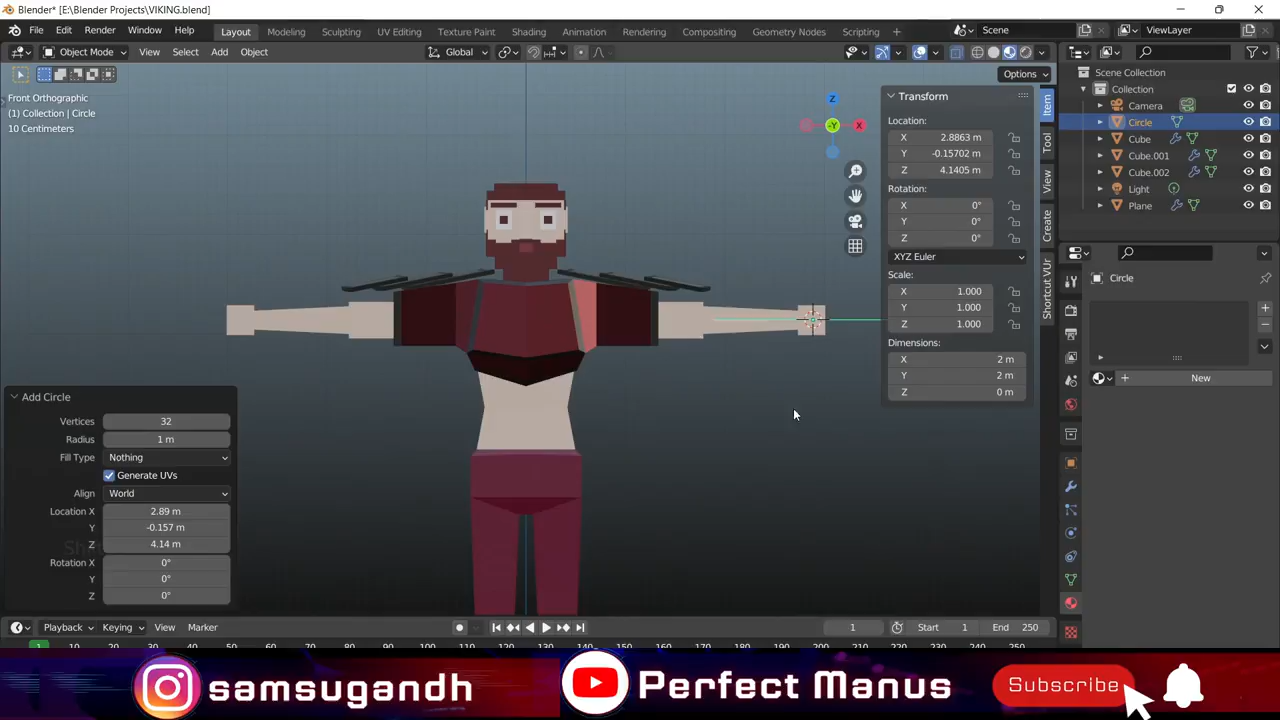 Blender* [E:\Blender Projects\VIKING.blend]
File Edit Render Window Help Layout Modeling Sculpting UV Editing Texture Paint Shading Animation Rendering Compositing Geometry Nodes Scripting + Scene ViewLayer
Object Mode View Select Add Object Global
Options
Front Orthographic
(1) Collection | Circle
10 Centimeters
Z
-Y
X
Transform
Location:
X 2.8863 m
Y -0.15702 m
Z 4.1405 m
Rotation:
X 0°
Y 0°
Z 0°
XYZ Euler
Scale:
X 1.000
Y 1.000
Z 1.000
Dimensions:
X 2 m
Y 2 m
Z 0 m
Item
Tool
View
Create
Shortcut VUr
Scene Collection
Collection
Camera
Circle
Cube
Cube.001
Cube.002
Light
Plane
Circle
New
Add Circle
Vertices 32
Radius 1 m
Fill Type Nothing
Generate UVs
Align World
Location X 2.89 m
Y -0.157 m
Z 4.14 m
Rotation X 0°
Y 0°
Z 0°
Playback Keying View Marker 1 Start 1 End 250
samsugandh
Perfect Manus
Subscribe